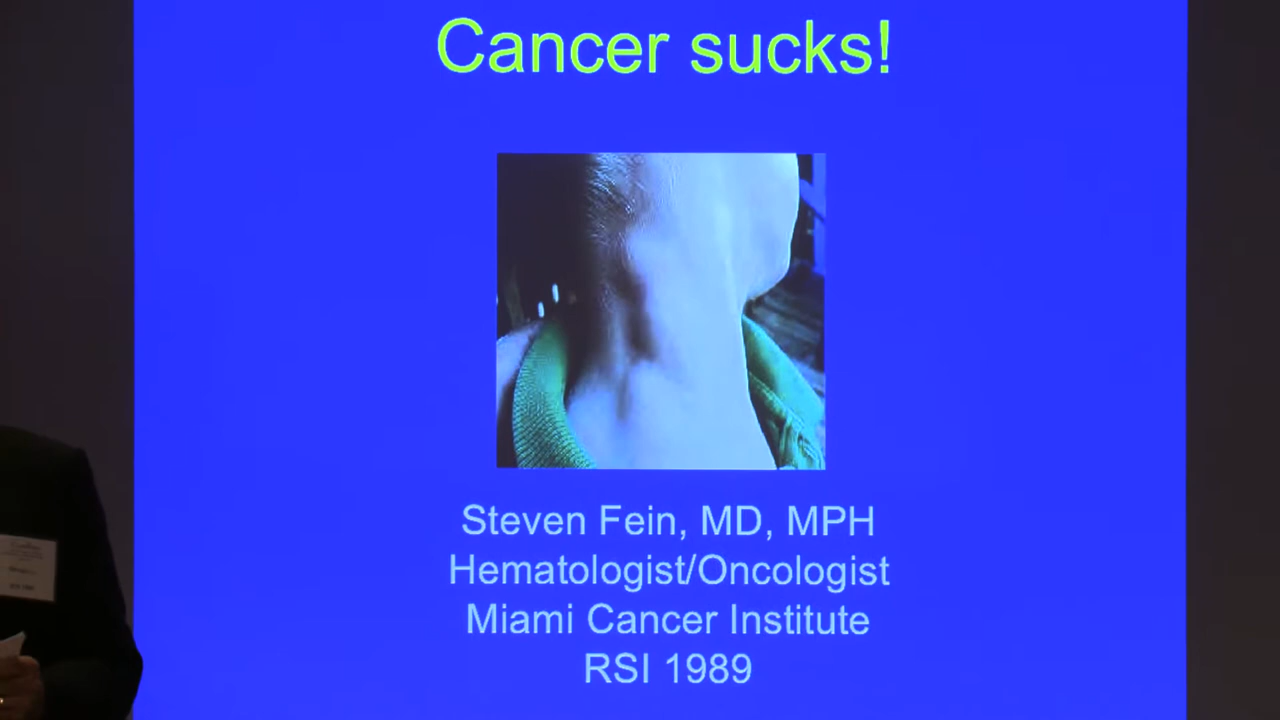 Cancer sucks!
Steven Fein, MD, MPH
Hematologist/Oncologist
Miami Cancer Institute
RSI 1989